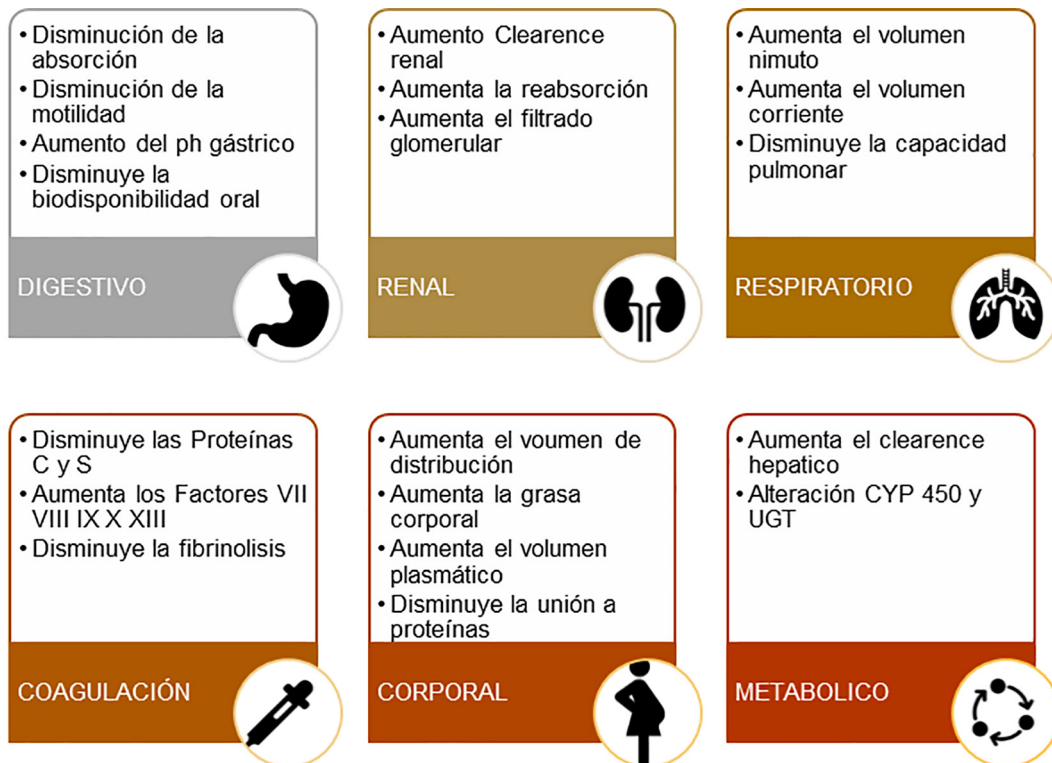 • Disminución de la
absorción
• Disminución de la
motilidad
• Aumento del ph gástrico
• Disminuye la
biodisponibilidad oral
DIGESTIVO
• Aumento Clearence
renal
• Aumenta la reabsorción
• Aumenta el filtrado
glomerular
RENAL
• Aumenta el volumen
nimuto
• Aumenta el volumen
corriente
• Disminuye la capacidad
pulmonar
RESPIRATORIO
• Disminuye las Proteínas
C y S
• Aumenta los Factores VII
VIII IX X XIII
• Disminuye la fibrinolisis
COAGULACIÓN
• Aumenta el voumen de
distribución
• Aumenta la grasa
corporal
• Aumenta el volumen
plasmático
• Disminuye la unión a
proteínas
CORPORAL
• Aumenta el clearence
hepatico
• Alteración CYP 450 y
UGT
METABOLICO